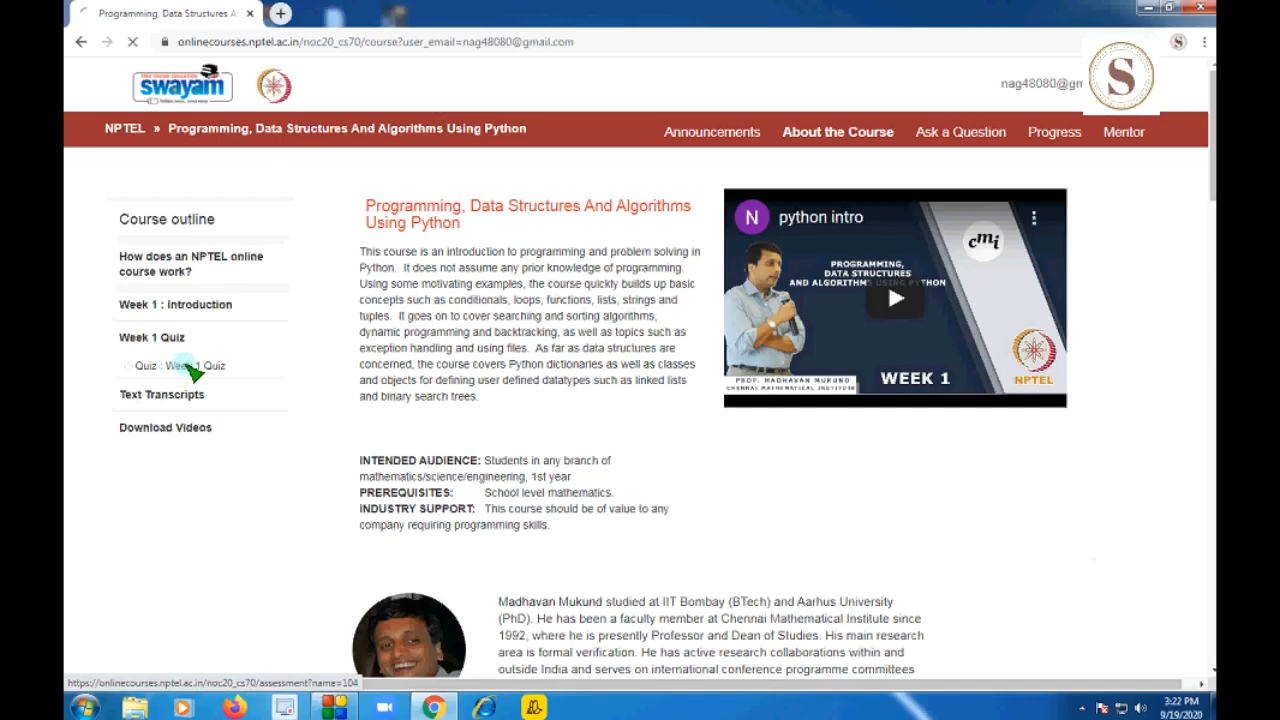 Programming, Data Structures A
onlinecourses.nptel.ac.in/noc20_cs70/course?user_email=nag48080@gmail.com
swayam
nag48080@gm
S
NPTEL » Programming, Data Structures And Algorithms Using Python
Announcements
About the Course
Ask a Question
Progress
Mentor
Course outline
How does an NPTEL online
course work?
Week 1 : Introduction
Week 1 Quiz
Quiz : Week 1 Quiz
Text Transcripts
Download Videos
Programming, Data Structures And Algorithms
Using Python
This course is an introduction to programming and problem solving in
Python. It does not assume any prior knowledge of programming.
Using some motivating examples, the course quickly builds up basic
concepts such as conditionals, loops, functions, lists, strings and
tuples. It goes on to cover searching and sorting algorithms,
dynamic programming and backtracking, as well as topics such as
exception handling and using files. As far as data structures are
concerned, the course covers Python dictionaries as well as classes
and objects for defining user defined datatypes such as linked lists
and binary search trees.
N
python intro
cmi
PROGRAMMING,
DATA STRUCTURES
AND ALGORITHMS USING PYTHON
PROF. MADHAVAN MUKUND
CHENNAI MATHEMATICAL INSTITUTE
WEEK 1
NPTEL
INTENDED AUDIENCE: Students in any branch of
mathematics/science/engineering, 1st year
PREREQUISITES: School level mathematics.
INDUSTRY SUPPORT: This course should be of value to any
company requiring programming skills.
Madhavan Mukund studied at IIT Bombay (BTech) and Aarhus University
(PhD). He has been a faculty member at Chennai Mathematical Institute since
1992, where he is presently Professor and Dean of Studies. His main research
area is formal verification. He has active research collaborations within and
outside India and serves on international conference programme committees
https://onlinecourses.nptel.ac.in/noc20_cs70/assessment?name=104
3:22 PM
9/19/2020